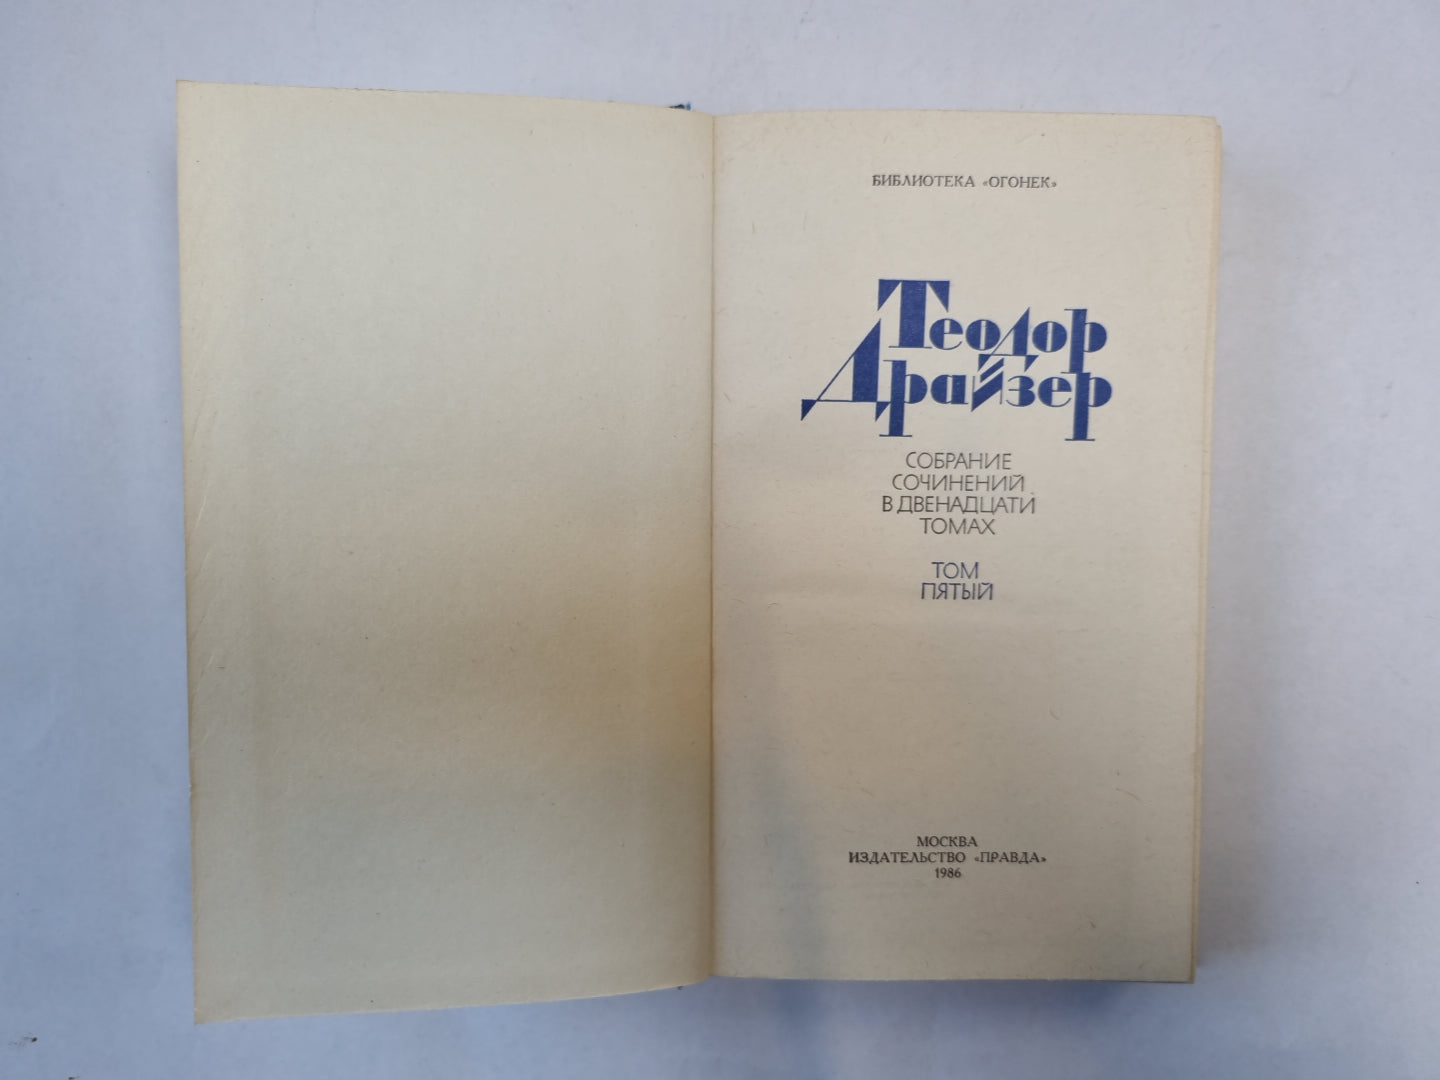 БИБЛИОТЕКА «ОГОНЕК»
Теодор
Драйзер
СОБРАНИЕ
СОЧИНЕНИЙ
В ДВЕНАДЦАТИ
ТОМАХ
ТОМ
ПЯТЫЙ
МОСКВА
ИЗДАТЕЛЬСТВО «ПРАВДА»
1986